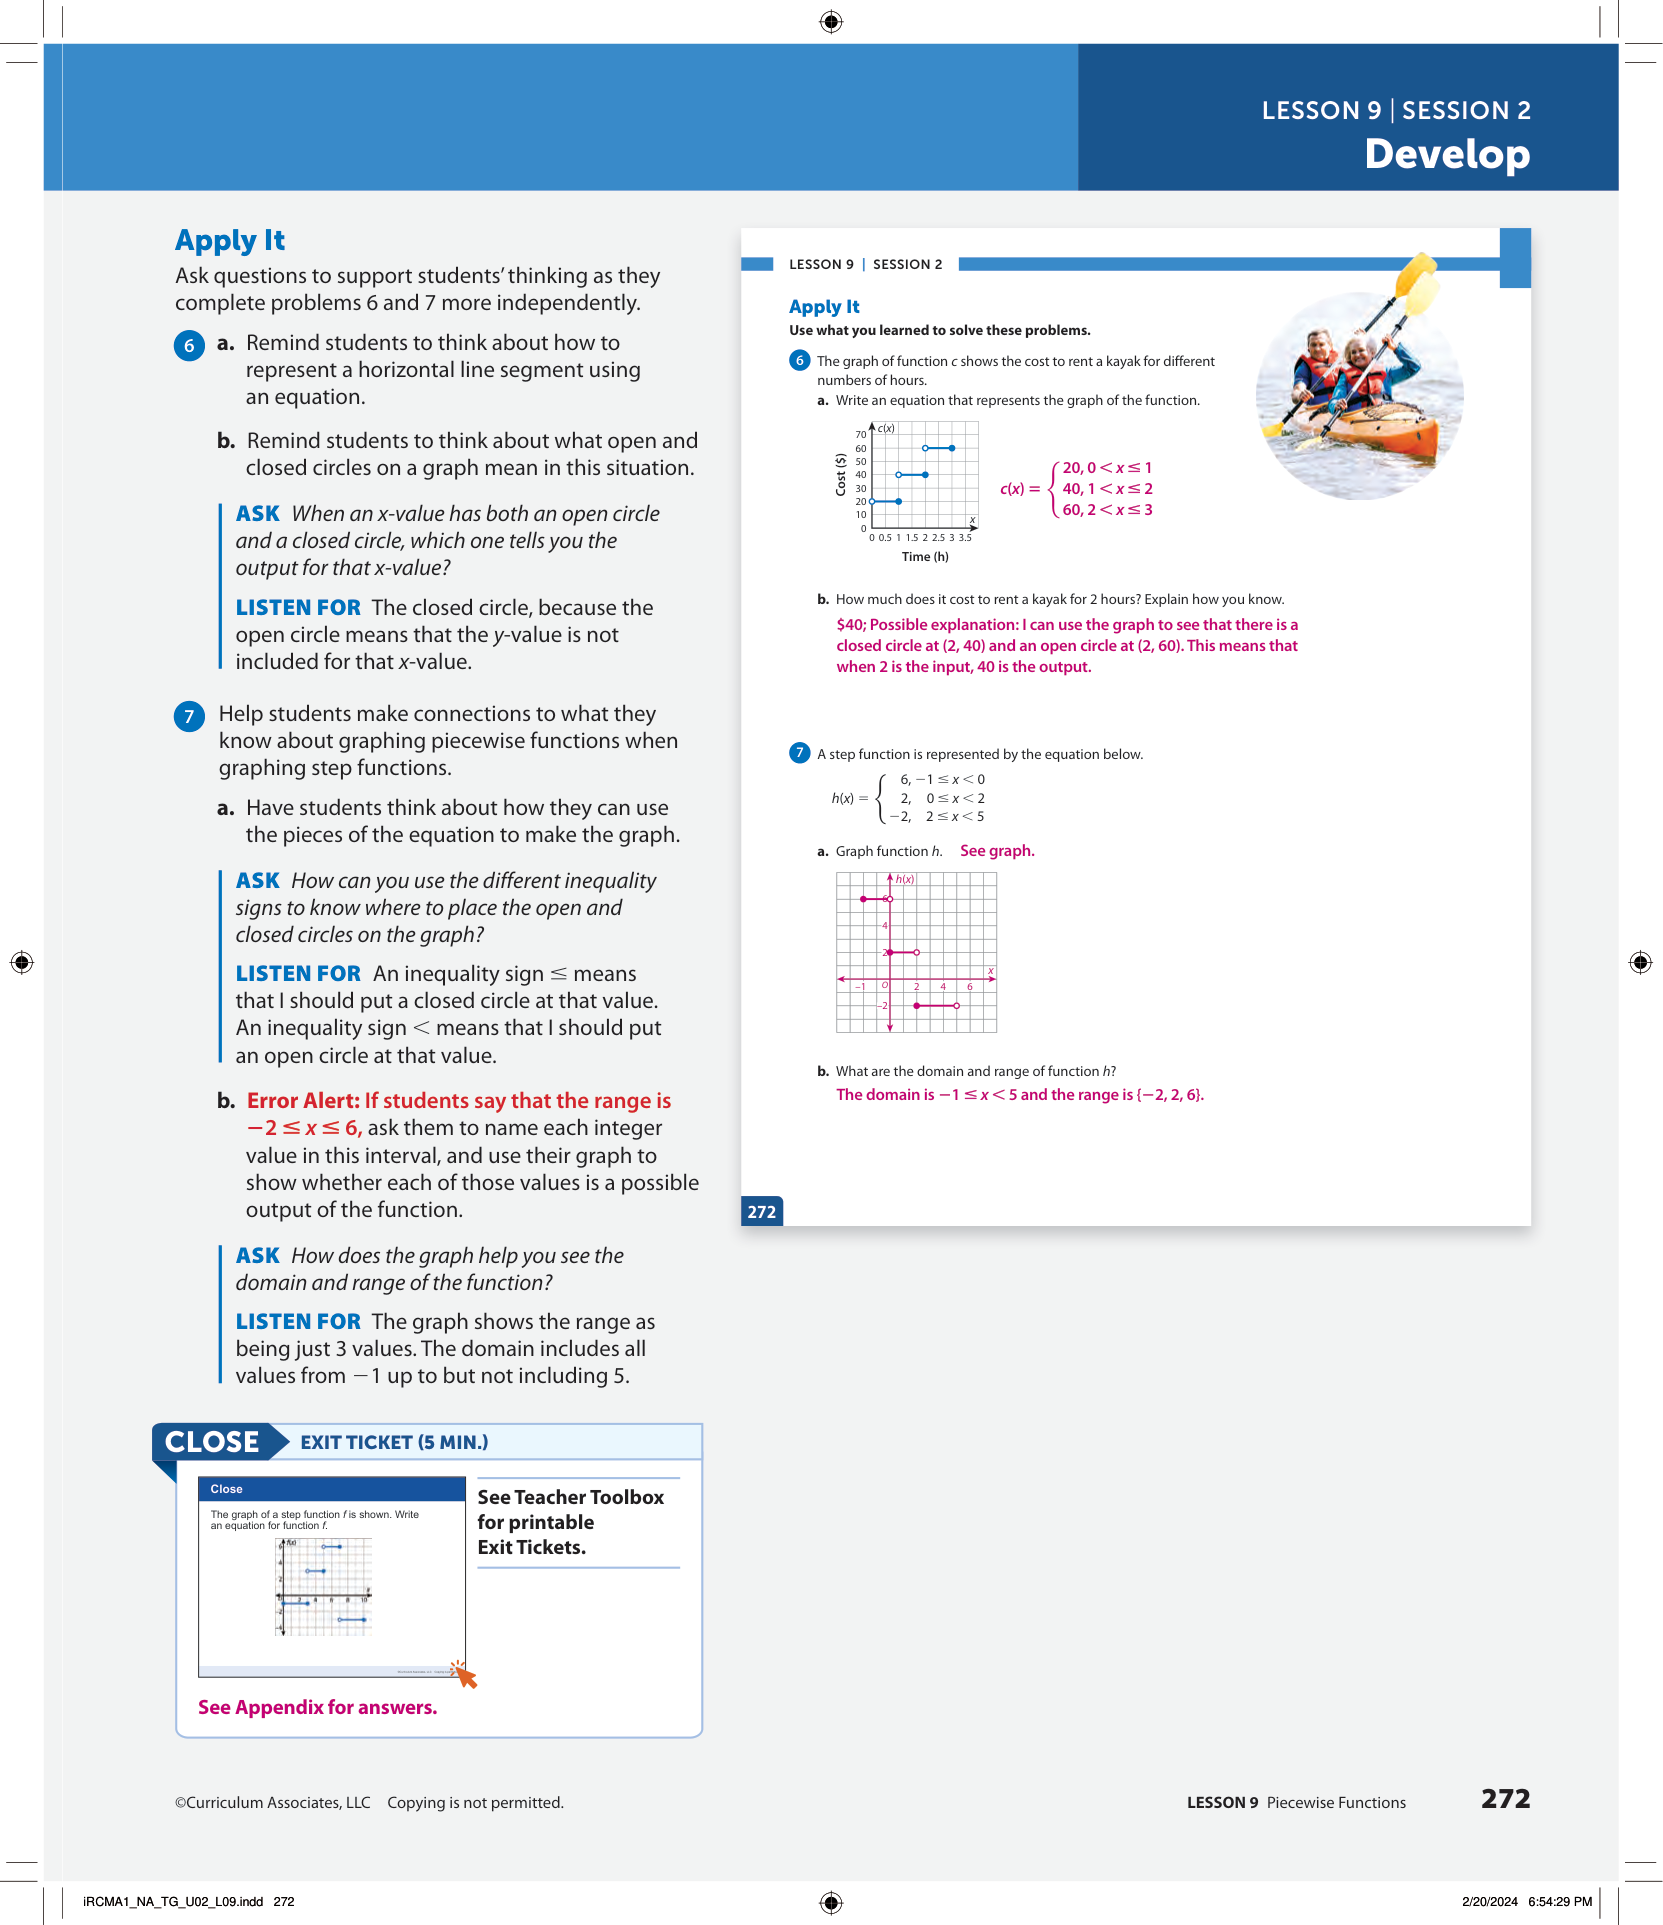 LESSON 9 | SESSION 2
Develop
Apply It
Ask questions to support students’ thinking as they
complete problems 6 and 7 more independently.
6 a. Remind students to think about how to
represent a horizontal line segment using
an equation.
b. Remind students to think about what open and
closed circles on a graph mean in this situation.
ASK When an x-value has both an open circle
and a closed circle, which one tells you the
output for that x-value?
LISTEN FOR The closed circle, because the
open circle means that the y-value is not
included for that x-value.
7 Help students make connections to what they
know about graphing piecewise functions when
graphing step functions.
a. Have students think about how they can use
the pieces of the equation to make the graph.
ASK How can you use the different inequality
signs to know where to place the open and
closed circles on the graph?
LISTEN FOR An inequality sign ≤ means
that I should put a closed circle at that value.
An inequality sign < means that I should put
an open circle at that value.
b. Error Alert: If students say that the range is
−2 ≤ x ≤ 6, ask them to name each integer
value in this interval, and use their graph to
show whether each of those values is a possible
output of the function.
ASK How does the graph help you see the
domain and range of the function?
LISTEN FOR The graph shows the range as
being just 3 values. The domain includes all
values from −1 up to but not including 5.
CLOSE EXIT TICKET (5 MIN.)
Close
The graph of a step function f is shown. Write
an equation for function f.
f(x)
6
4
2
2 4 6 8 10
-2
See Teacher Toolbox
for printable
Exit Tickets.
See Appendix for answers.
LESSON 9 | SESSION 2
Apply It
Use what you learned to solve these problems.
6 The graph of function c shows the cost to rent a kayak for different
numbers of hours.
a. Write an equation that represents the graph of the function.
c(x)
70
60
50
40
30
20
10
0
Cost ($)
x
0 0.5 1 1.5 2 2.5 3 3.5
Time (h)
20, 0 < x ≤ 1
c(x) = { 40, 1 < x ≤ 2
60, 2 < x ≤ 3
b. How much does it cost to rent a kayak for 2 hours? Explain how you know.
$40; Possible explanation: I can use the graph to see that there is a
closed circle at (2, 40) and an open circle at (2, 60). This means that
when 2 is the input, 40 is the output.
7 A step function is represented by the equation below.
6, −1 ≤ x < 0
h(x) = { 2, 0 ≤ x < 2
−2, 2 ≤ x < 5
a. Graph function h. See graph.
h(x)
6
4
2
x
−1 O 2 4 6
−2
b. What are the domain and range of function h?
The domain is −1 ≤ x < 5 and the range is {−2, 2, 6}.
272
©Curriculum Associates, LLC Copying is not permitted.
LESSON 9 Piecewise Functions 272
iRCMA1_NA_TG_U02_L09.indd 272
2/20/2024 6:54:29 PM